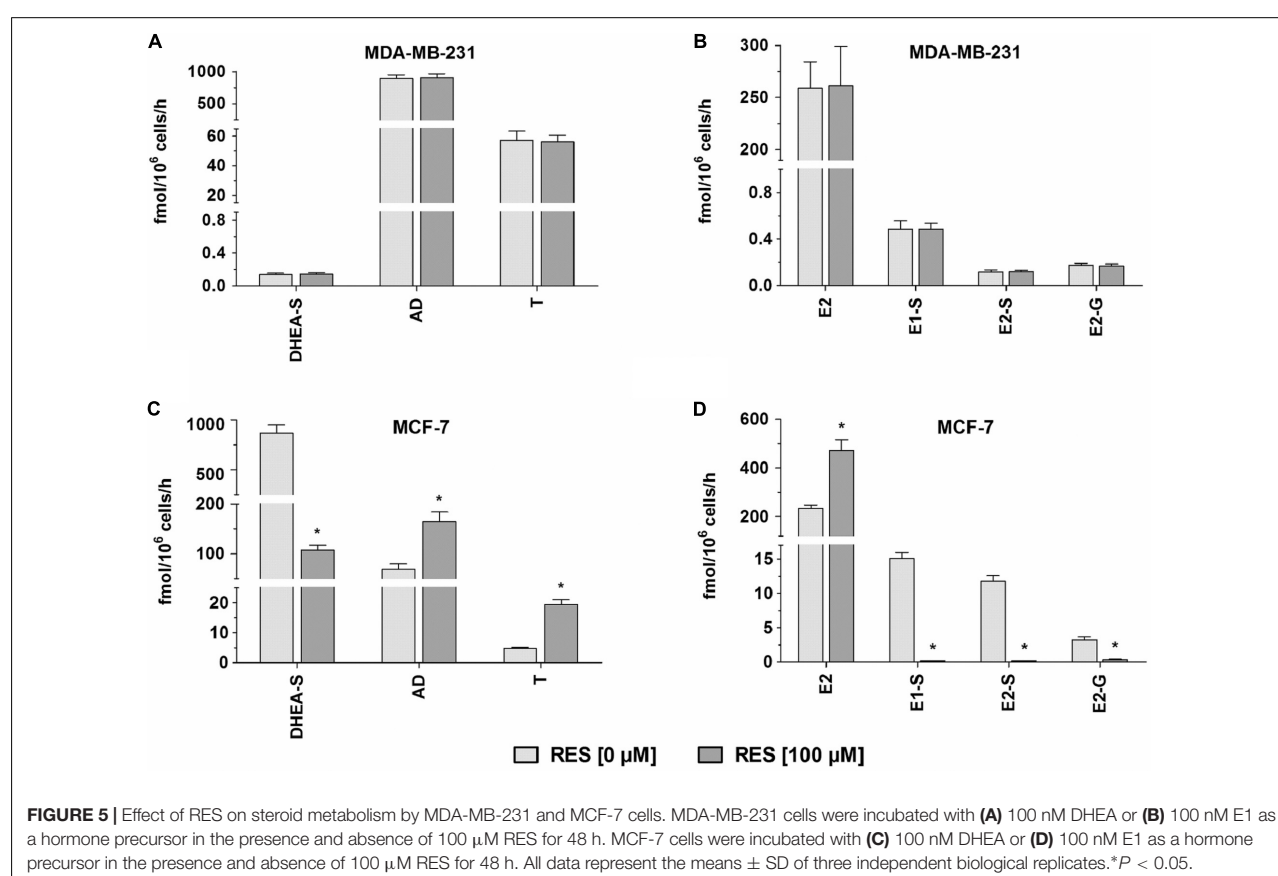 A
MDA-MB-231
fmol/10⁶ cells/h
1000
500
60
40
20
0.8
0.4
0.0
DHEA-S
AD
T
B
MDA-MB-231
fmol/10⁶ cells/h
300
250
200
0.8
0.4
0.0
E2
E1-S
E2-S
E2-G
C
MCF-7
fmol/10⁶ cells/h
1000
500
200
100
20
10
0
*
*
*
DHEA-S
AD
T
D
MCF-7
fmol/10⁶ cells/h
600
400
200
15
10
5
0
*
*
*
*
E2
E1-S
E2-S
E2-G
RES [0 µM] RES [100 µM]
FIGURE 5 | Effect of RES on steroid metabolism by MDA-MB-231 and MCF-7 cells. MDA-MB-231 cells were incubated with (A) 100 nM DHEA or (B) 100 nM E1 as
a hormone precursor in the presence and absence of 100 µM RES for 48 h. MCF-7 cells were incubated with (C) 100 nM DHEA or (D) 100 nM E1 as a hormone
precursor in the presence and absence of 100 µM RES for 48 h. All data represent the means ± SD of three independent biological replicates.*P < 0.05.